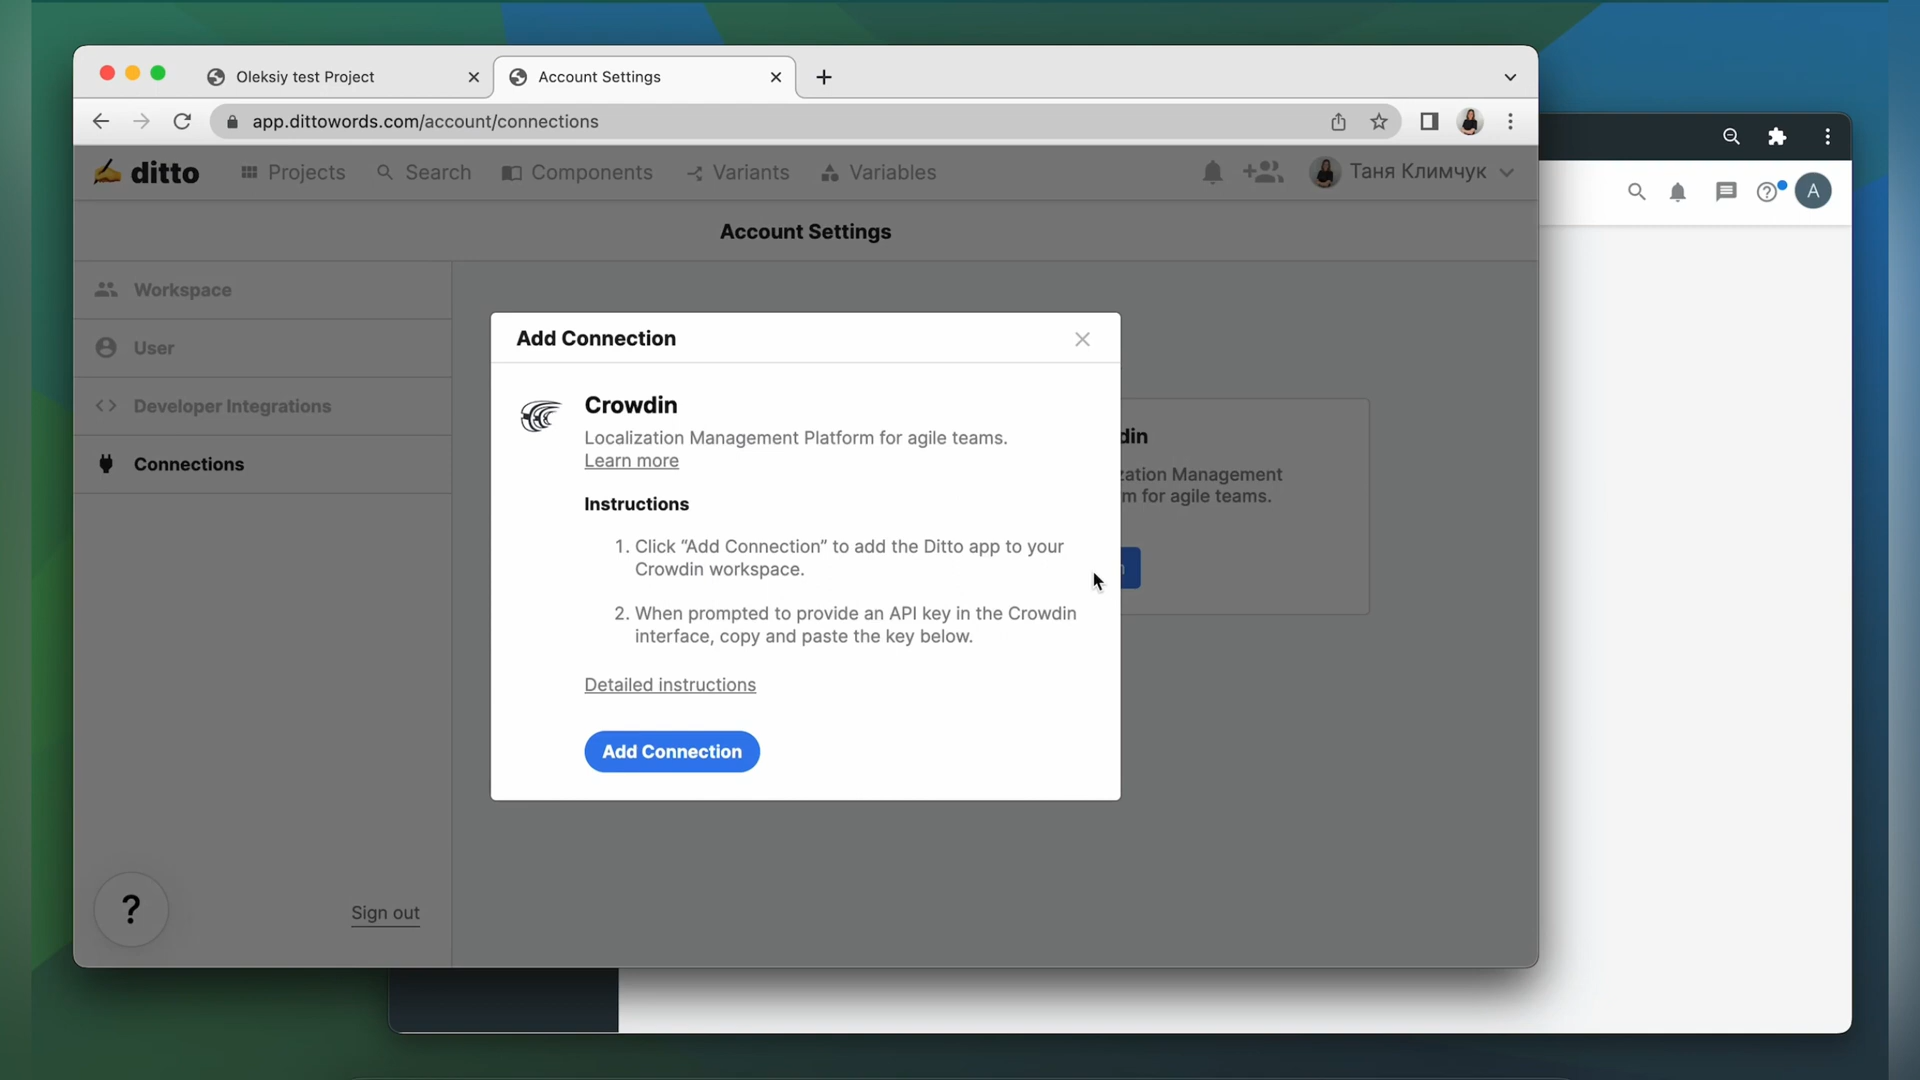 Oleksiy test Project
Account Settings
app.dittowords.com/account/connections
ditto
Projects
Search
Components
Variants
Variables
Таня Климчук
A
Account Settings
Workspace
User
Developer Integrations
Connections
Add Connection
Crowdin
Localization Management Platform for agile teams.
Learn more
Instructions
1. Click “Add Connection” to add the Ditto app to your
Crowdin workspace.
2. When prompted to provide an API key in the Crowdin
interface, copy and paste the key below.
Detailed instructions
Add Connection
din
zation Management
m for agile teams.
?
Sign out